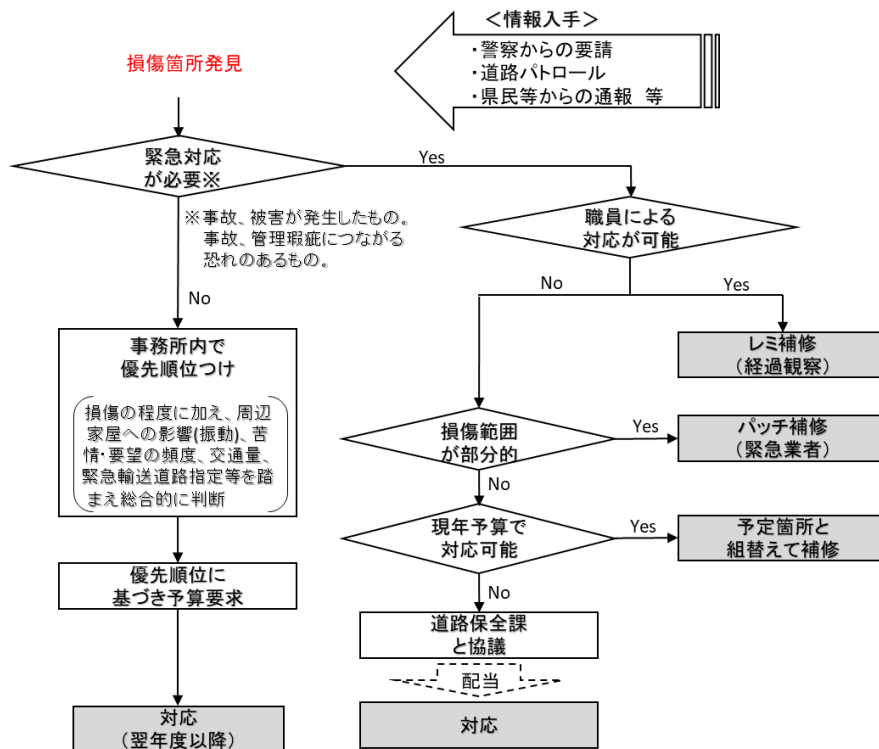 ＜情報入手＞
・警察からの要請
・道路パトロール
・県民等からの通報　等
損傷箇所発見
緊急対応
が必要※
Yes
※事故、被害が発生したもの。
事故、管理瑕疵につながる
恐れのあるもの。
職員による
対応が可能
No
No
Yes
事務所内で
優先順位つけ
損傷の程度に加え、周辺
家屋への影響(振動)、苦
情・要望の頻度、交通量、
緊急輸送道路指定等を踏
まえ総合的に判断
レミ補修
（経過観察）
損傷範囲
が部分的
Yes
パッチ補修
（緊急業者）
No
現年予算で
対応可能
Yes
予定箇所と
組替えて補修
優先順位に
基づき予算要求
No
道路保全課
と協議
配当
対応
（翌年度以降）
対応